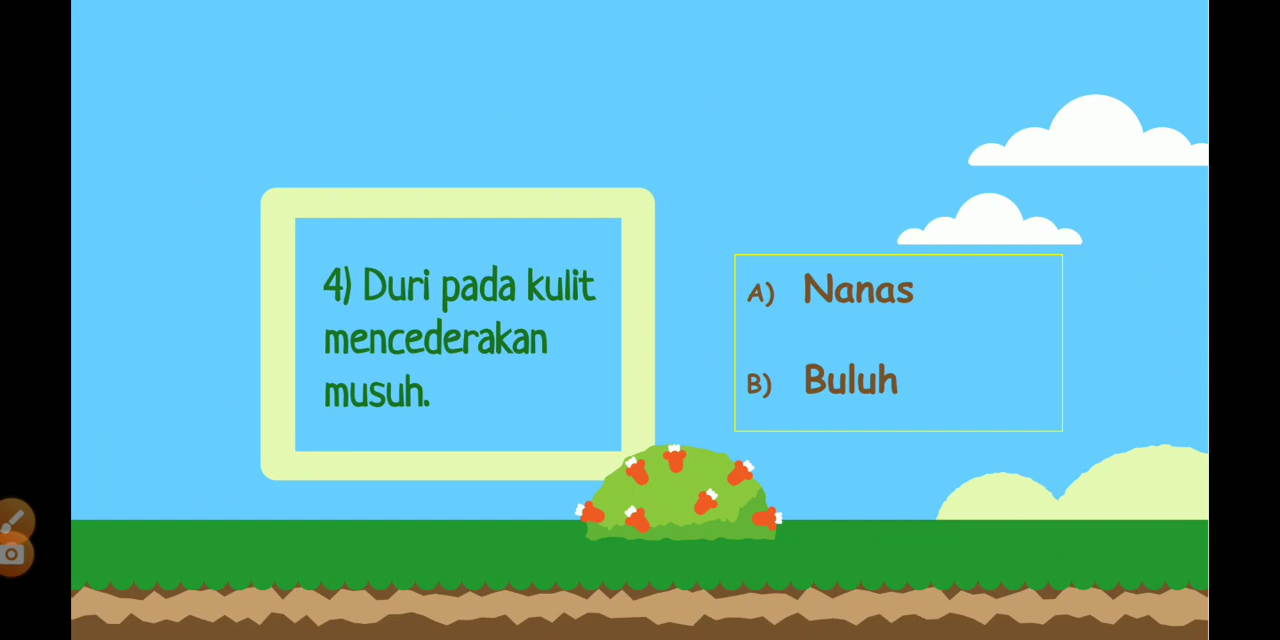 4) Duri pada kulit
mencederakan
musuh.
A) Nanas
B) Buluh